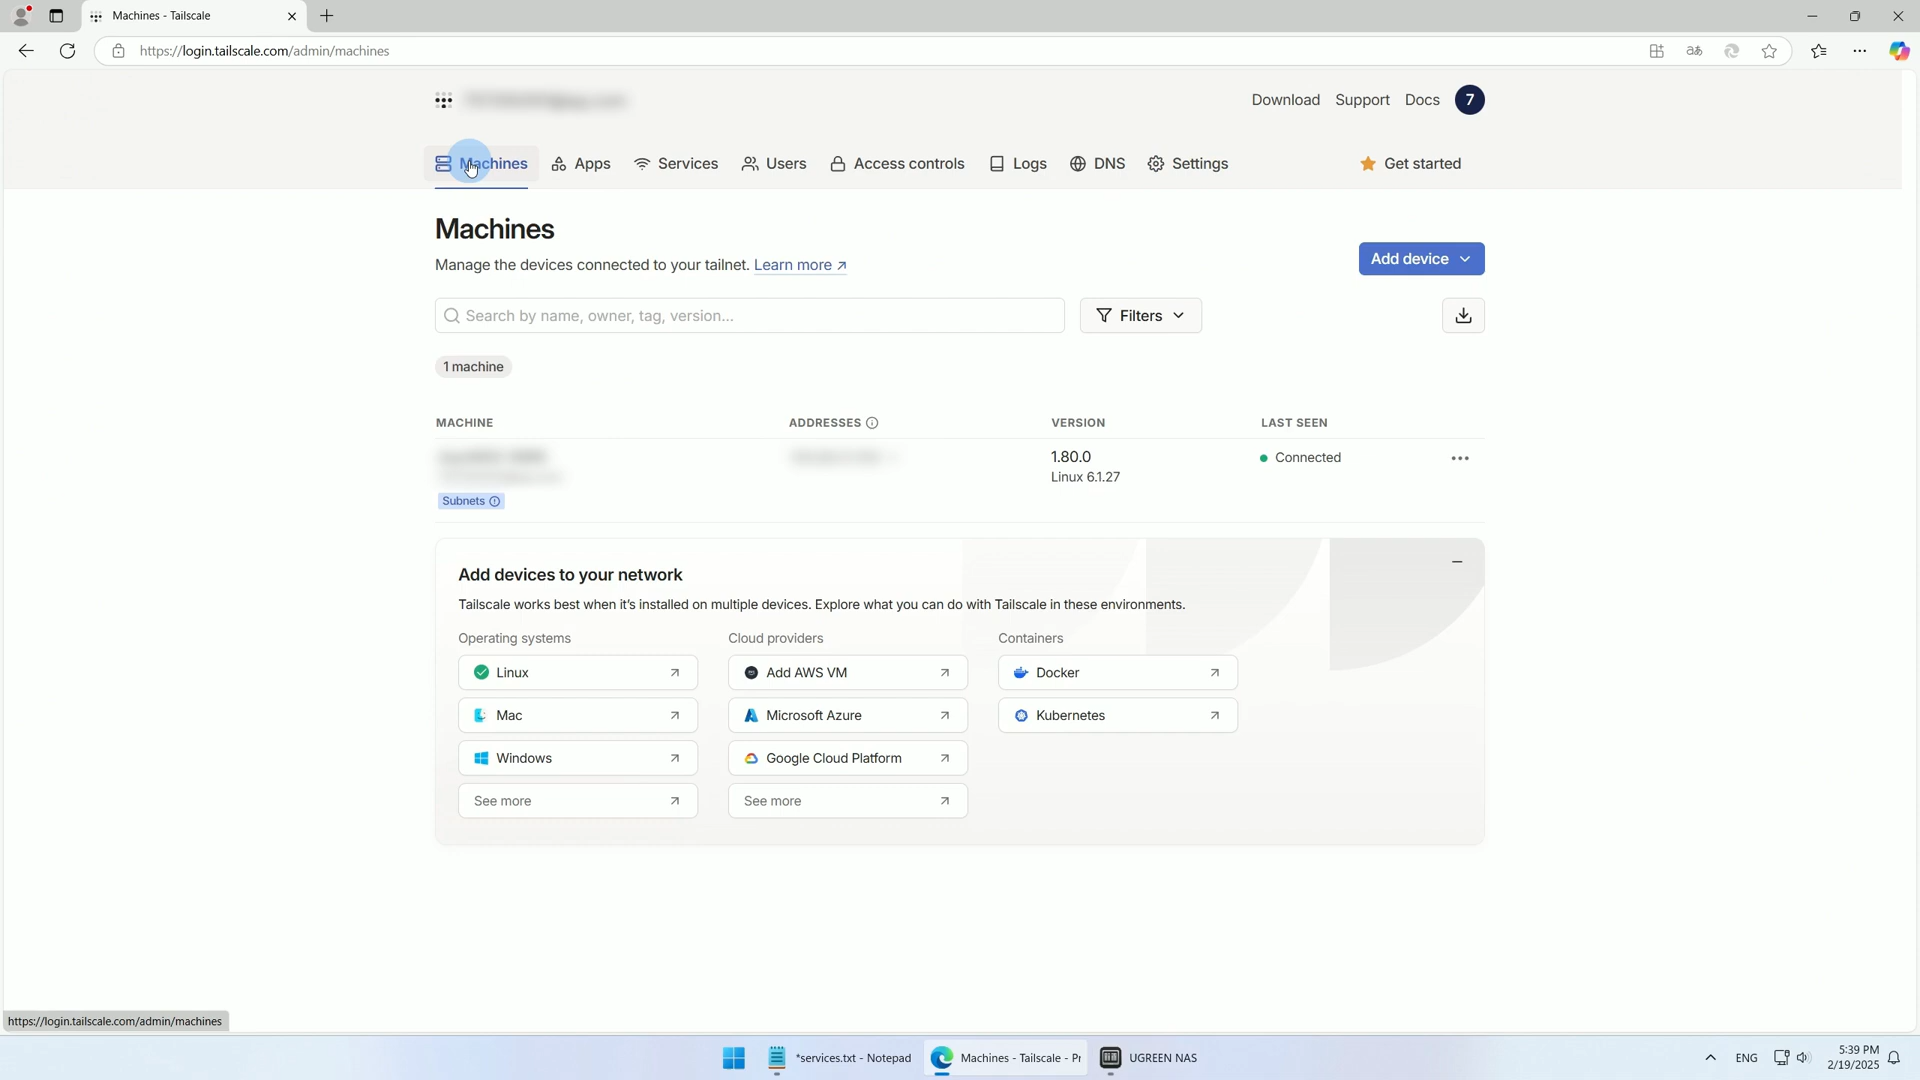 Machines - Tailscale
https://login.tailscale.com/admin/machines
Download Support Docs 7
Machines Apps Services Users Access controls Logs DNS Settings Get started
Machines
Manage the devices connected to your tailnet. Learn more ↗
Add device
Search by name, owner, tag, version...
Filters
1 machine
MACHINE ADDRESSES VERSION LAST SEEN
1.80.0 Connected
Linux 6.1.27
Subnets
Add devices to your network
Tailscale works best when it's installed on multiple devices. Explore what you can do with Tailscale in these environments.
Operating systems Cloud providers Containers
Linux Add AWS VM Docker
Mac Microsoft Azure Kubernetes
Windows Google Cloud Platform
See more See more
https://login.tailscale.com/admin/machines
*services.txt - Notepad Machines - Tailscale - Pr UGREEN NAS
ENG 5:39 PM
2/19/2025